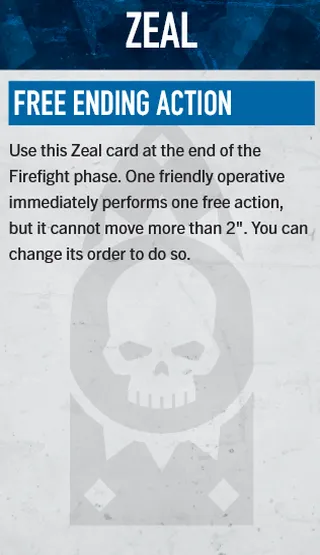 ZEAL
FREE ENDING ACTION
Use this Zeal card at the end of the
Firefight phase. One friendly operative
immediately performs one free action,
but it cannot move more than 2". You can
change its order to do so.